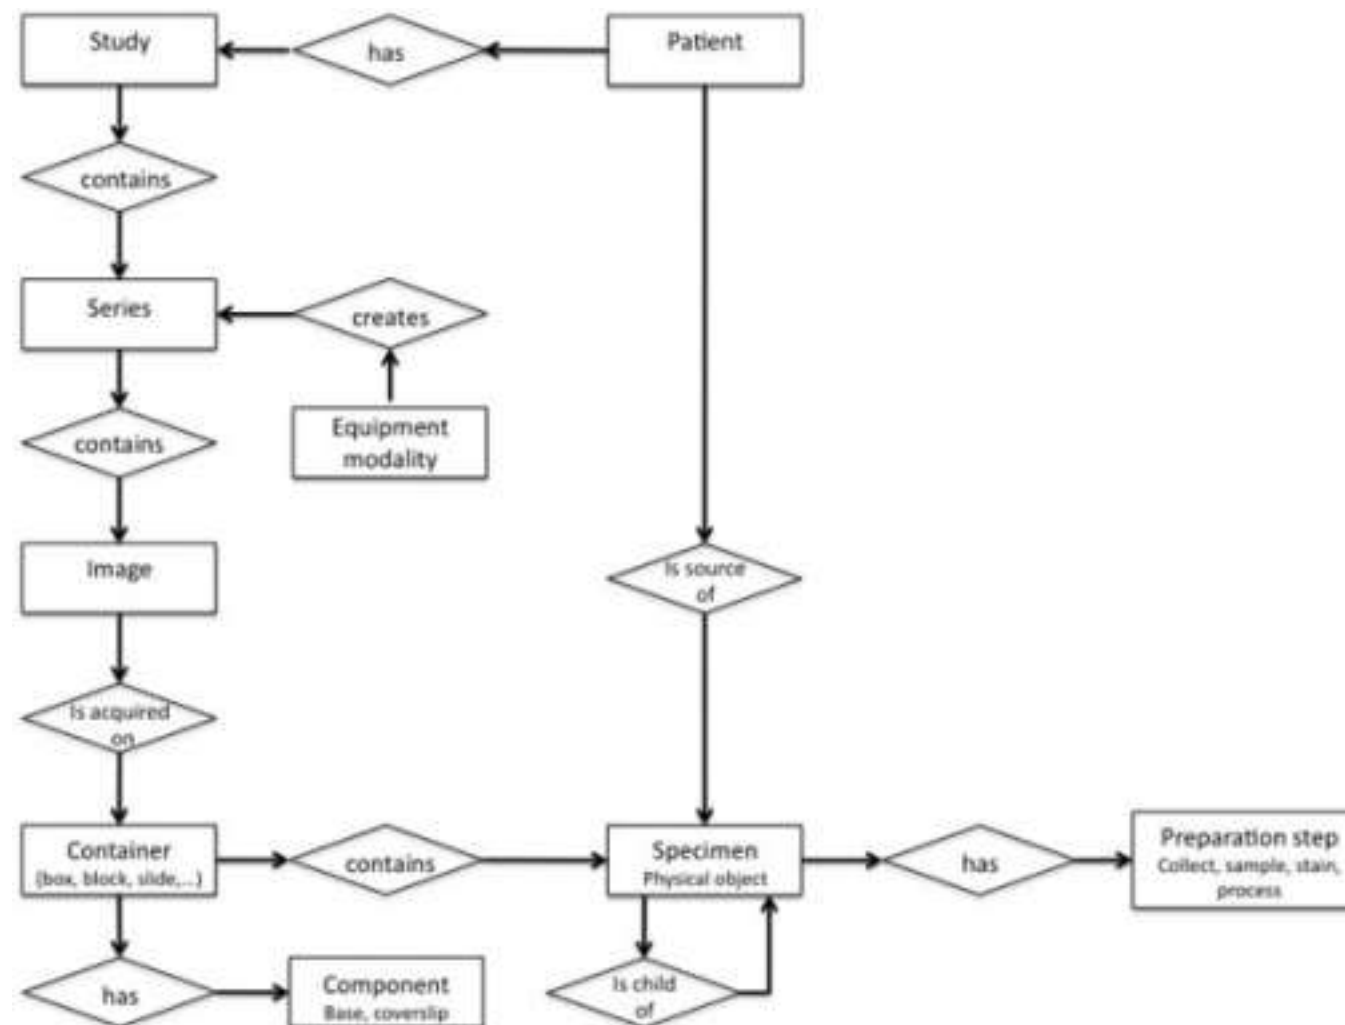 Study
has
Patient
contains
Series
creates
Equipment
modality
contains
Image
Is source
of
Is acquired
on
Container
(box, block, slide,...)
contains
Specimen
Physical object
has
Preparation step
Collect, sample, stain,
process
has
Component
Base, coverslip
Is child
of